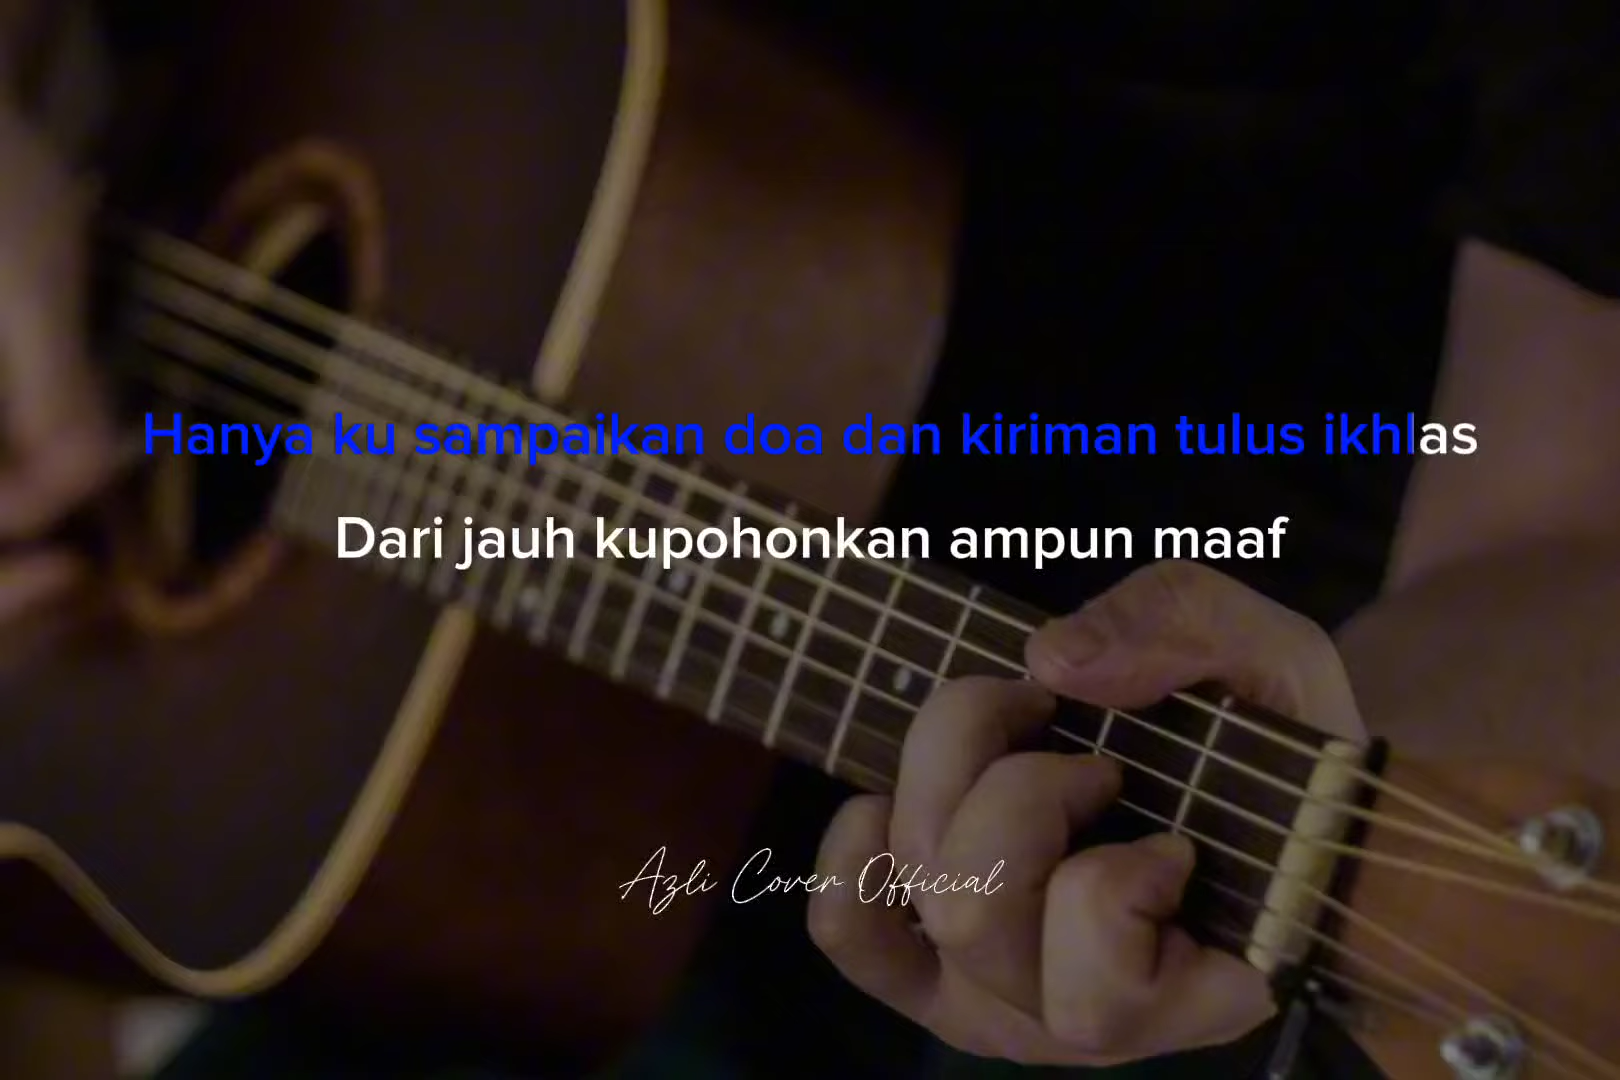 Hanya ku sampaikan doa dan kiriman tulus ikhlas
Dari jauh kupohonkan ampun maaf
Azli Cover Official